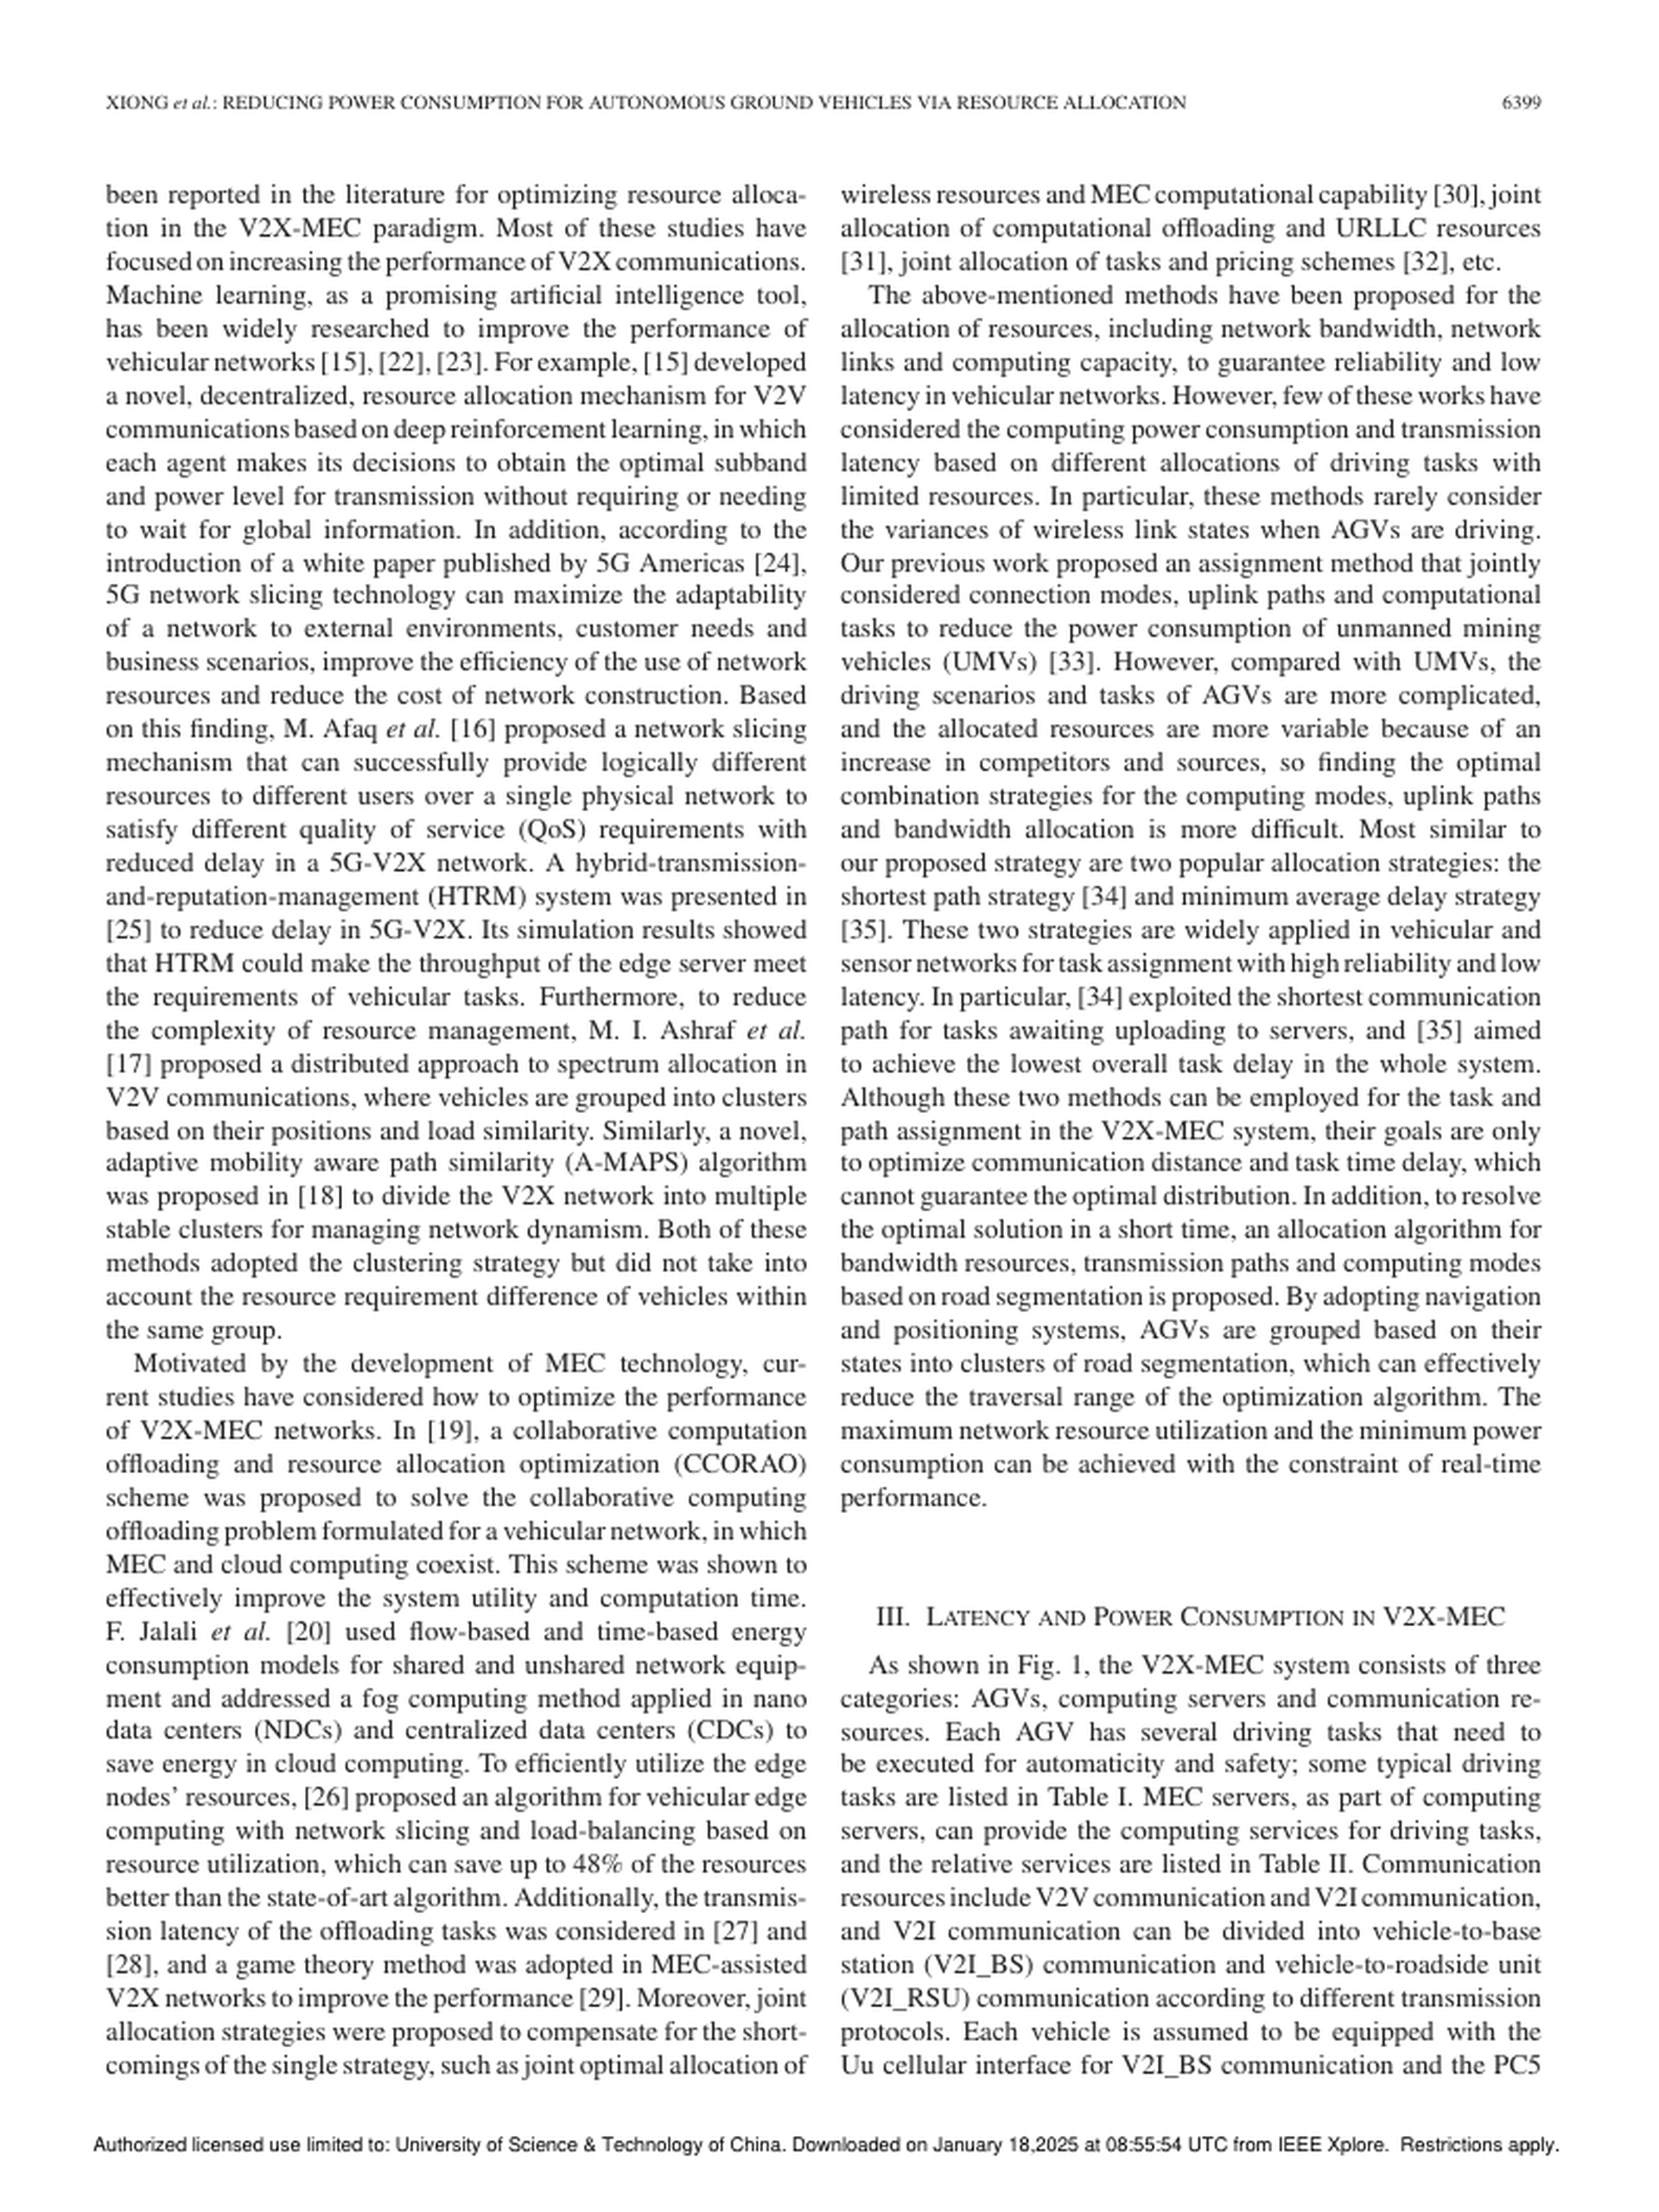 XIONG et al.: REDUCING POWER CONSUMPTION FOR AUTONOMOUS GROUND VEHICLES VIA RESOURCE ALLOCATION 6399
been reported in the literature for optimizing resource alloca-
tion in the V2X-MEC paradigm. Most of these studies have
focused on increasing the performance of V2X communications.
Machine learning, as a promising artificial intelligence tool,
has been widely researched to improve the performance of
vehicular networks [15], [22], [23]. For example, [15] developed
a novel, decentralized, resource allocation mechanism for V2V
communications based on deep reinforcement learning, in which
each agent makes its decisions to obtain the optimal subband
and power level for transmission without requiring or needing
to wait for global information. In addition, according to the
introduction of a white paper published by 5G Americas [24],
5G network slicing technology can maximize the adaptability
of a network to external environments, customer needs and
business scenarios, improve the efficiency of the use of network
resources and reduce the cost of network construction. Based
on this finding, M. Afaq et al. [16] proposed a network slicing
mechanism that can successfully provide logically different
resources to different users over a single physical network to
satisfy different quality of service (QoS) requirements with
reduced delay in a 5G-V2X network. A hybrid-transmission-
and-reputation-management (HTRM) system was presented in
[25] to reduce delay in 5G-V2X. Its simulation results showed
that HTRM could make the throughput of the edge server meet
the requirements of vehicular tasks. Furthermore, to reduce
the complexity of resource management, M. I. Ashraf et al.
[17] proposed a distributed approach to spectrum allocation in
V2V communications, where vehicles are grouped into clusters
based on their positions and load similarity. Similarly, a novel,
adaptive mobility aware path similarity (A-MAPS) algorithm
was proposed in [18] to divide the V2X network into multiple
stable clusters for managing network dynamism. Both of these
methods adopted the clustering strategy but did not take into
account the resource requirement difference of vehicles within
the same group.
Motivated by the development of MEC technology, cur-
rent studies have considered how to optimize the performance
of V2X-MEC networks. In [19], a collaborative computation
offloading and resource allocation optimization (CCORAO)
scheme was proposed to solve the collaborative computing
offloading problem formulated for a vehicular network, in which
MEC and cloud computing coexist. This scheme was shown to
effectively improve the system utility and computation time.
F. Jalali et al. [20] used flow-based and time-based energy
consumption models for shared and unshared network equip-
ment and addressed a fog computing method applied in nano
data centers (NDCs) and centralized data centers (CDCs) to
save energy in cloud computing. To efficiently utilize the edge
nodes' resources, [26] proposed an algorithm for vehicular edge
computing with network slicing and load-balancing based on
resource utilization, which can save up to 48% of the resources
better than the state-of-art algorithm. Additionally, the transmis-
sion latency of the offloading tasks was considered in [27] and
[28], and a game theory method was adopted in MEC-assisted
V2X networks to improve the performance [29]. Moreover, joint
allocation strategies were proposed to compensate for the short-
comings of the single strategy, such as joint optimal allocation of
wireless resources and MEC computational capability [30], joint
allocation of computational offloading and URLLC resources
[31], joint allocation of tasks and pricing schemes [32], etc.
The above-mentioned methods have been proposed for the
allocation of resources, including network bandwidth, network
links and computing capacity, to guarantee reliability and low
latency in vehicular networks. However, few of these works have
considered the computing power consumption and transmission
latency based on different allocations of driving tasks with
limited resources. In particular, these methods rarely consider
the variances of wireless link states when AGVs are driving.
Our previous work proposed an assignment method that jointly
considered connection modes, uplink paths and computational
tasks to reduce the power consumption of unmanned mining
vehicles (UMVs) [33]. However, compared with UMVs, the
driving scenarios and tasks of AGVs are more complicated,
and the allocated resources are more variable because of an
increase in competitors and sources, so finding the optimal
combination strategies for the computing modes, uplink paths
and bandwidth allocation is more difficult. Most similar to
our proposed strategy are two popular allocation strategies: the
shortest path strategy [34] and minimum average delay strategy
[35]. These two strategies are widely applied in vehicular and
sensor networks for task assignment with high reliability and low
latency. In particular, [34] exploited the shortest communication
path for tasks awaiting uploading to servers, and [35] aimed
to achieve the lowest overall task delay in the whole system.
Although these two methods can be employed for the task and
path assignment in the V2X-MEC system, their goals are only
to optimize communication distance and task time delay, which
cannot guarantee the optimal distribution. In addition, to resolve
the optimal solution in a short time, an allocation algorithm for
bandwidth resources, transmission paths and computing modes
based on road segmentation is proposed. By adopting navigation
and positioning systems, AGVs are grouped based on their
states into clusters of road segmentation, which can effectively
reduce the traversal range of the optimization algorithm. The
maximum network resource utilization and the minimum power
consumption can be achieved with the constraint of real-time
performance.
III. LATENCY AND POWER CONSUMPTION IN V2X-MEC
As shown in Fig. 1, the V2X-MEC system consists of three
categories: AGVs, computing servers and communication re-
sources. Each AGV has several driving tasks that need to
be executed for automaticity and safety; some typical driving
tasks are listed in Table I. MEC servers, as part of computing
servers, can provide the computing services for driving tasks,
and the relative services are listed in Table II. Communication
resources include V2V communication and V2I communication,
and V2I communication can be divided into vehicle-to-base
station (V2I_BS) communication and vehicle-to-roadside unit
(V2I_RSU) communication according to different transmission
protocols. Each vehicle is assumed to be equipped with the
Uu cellular interface for V2I_BS communication and the PC5
Authorized licensed use limited to: University of Science & Technology of China. Downloaded on January 18,2025 at 08:55:54 UTC from IEEE Xplore. Restrictions apply.